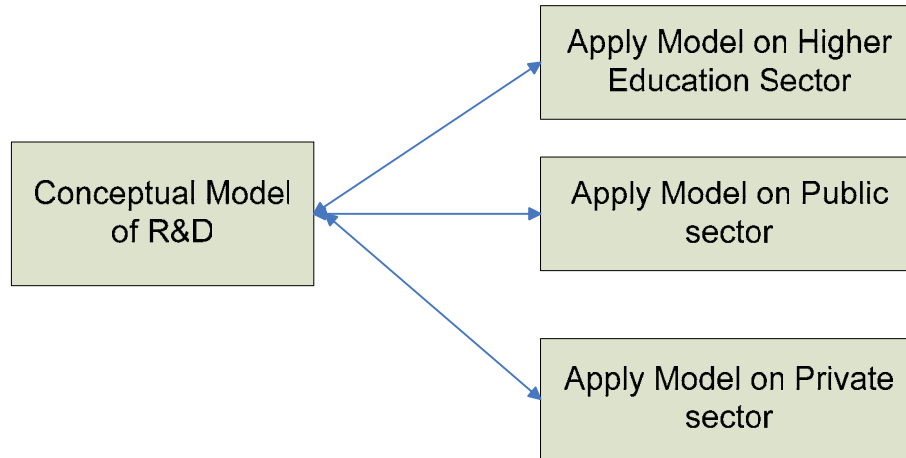 Conceptual Model
of R&D
Apply Model on Higher
Education Sector
Apply Model on Public
sector
Apply Model on Private
sector